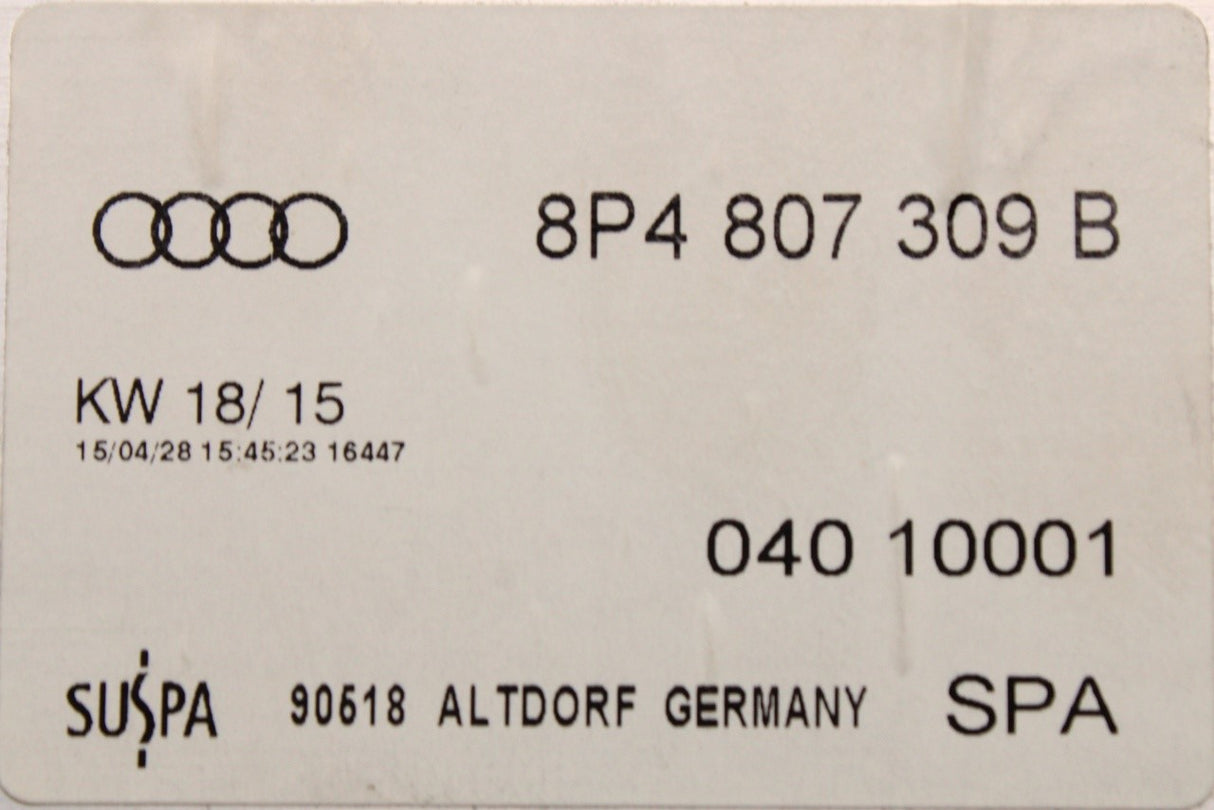 8P4 807 309 B
KW 18/ 15
15/04/28 15:45:23 16447
040 10001
SUSPA 90518 ALTDORF GERMANY SPA